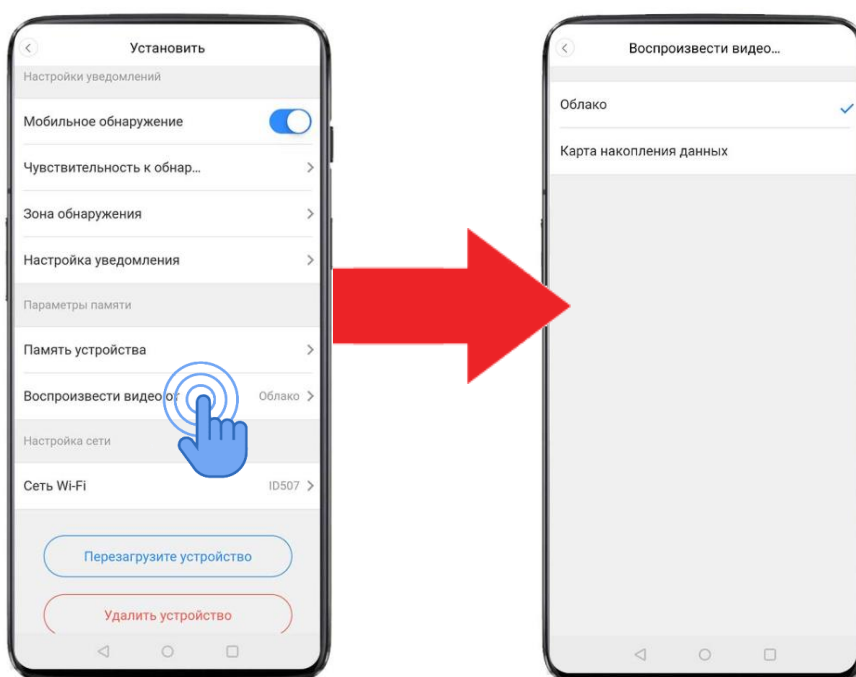 Установить
Настройки уведомлений
Мобильное обнаружение
Чувствительность к обнар...
Зона обнаружения
Настройка уведомления
Параметры памяти
Память устройства
Воспроизвести видео от Облако
Настройка сети
Сеть Wi-Fi ID507
Перезагрузите устройство
Удалить устройство
Воспроизвести видео...
Облако
Карта накопления данных